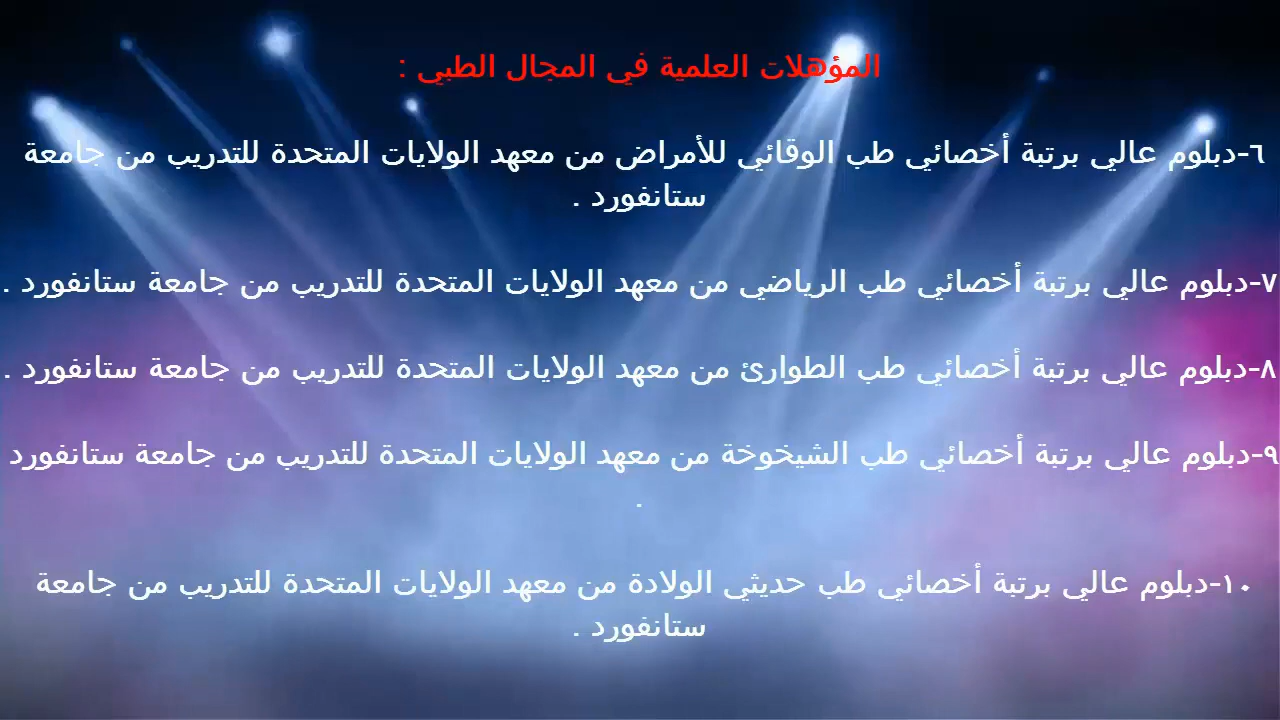 المؤهلات العلمية في المجال الطبي :
٦-دبلوم عالي برتبة أخصائي طب الوقائي للأمراض من معهد الولايات المتحدة للتدريب من جامعة
ستانفورد .
٧-دبلوم عالي برتبة أخصائي طب الرياضي من معهد الولايات المتحدة للتدريب من جامعة ستانفورد .
٨-دبلوم عالي برتبة أخصائي طب الطوارئ من معهد الولايات المتحدة للتدريب من جامعة ستانفورد .
٩-دبلوم عالي برتبة أخصائي طب الشيخوخة من معهد الولايات المتحدة للتدريب من جامعة ستانفورد
.
١٠-دبلوم عالي برتبة أخصائي طب حديثي الولادة من معهد الولايات المتحدة للتدريب من جامعة
ستانفورد .